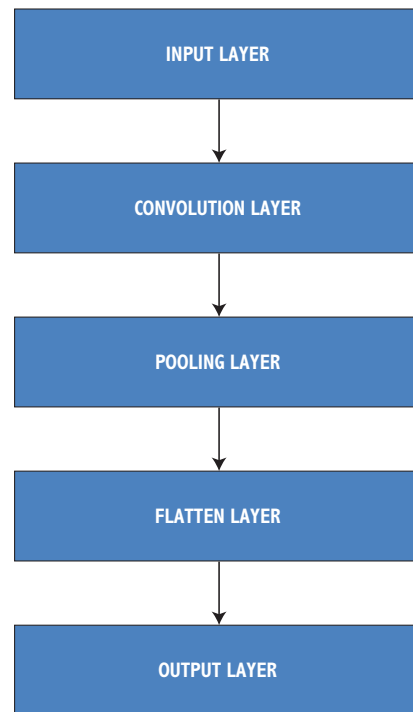 INPUT LAYER
CONVOLUTION LAYER
POOLING LAYER
FLATTEN LAYER
OUTPUT LAYER